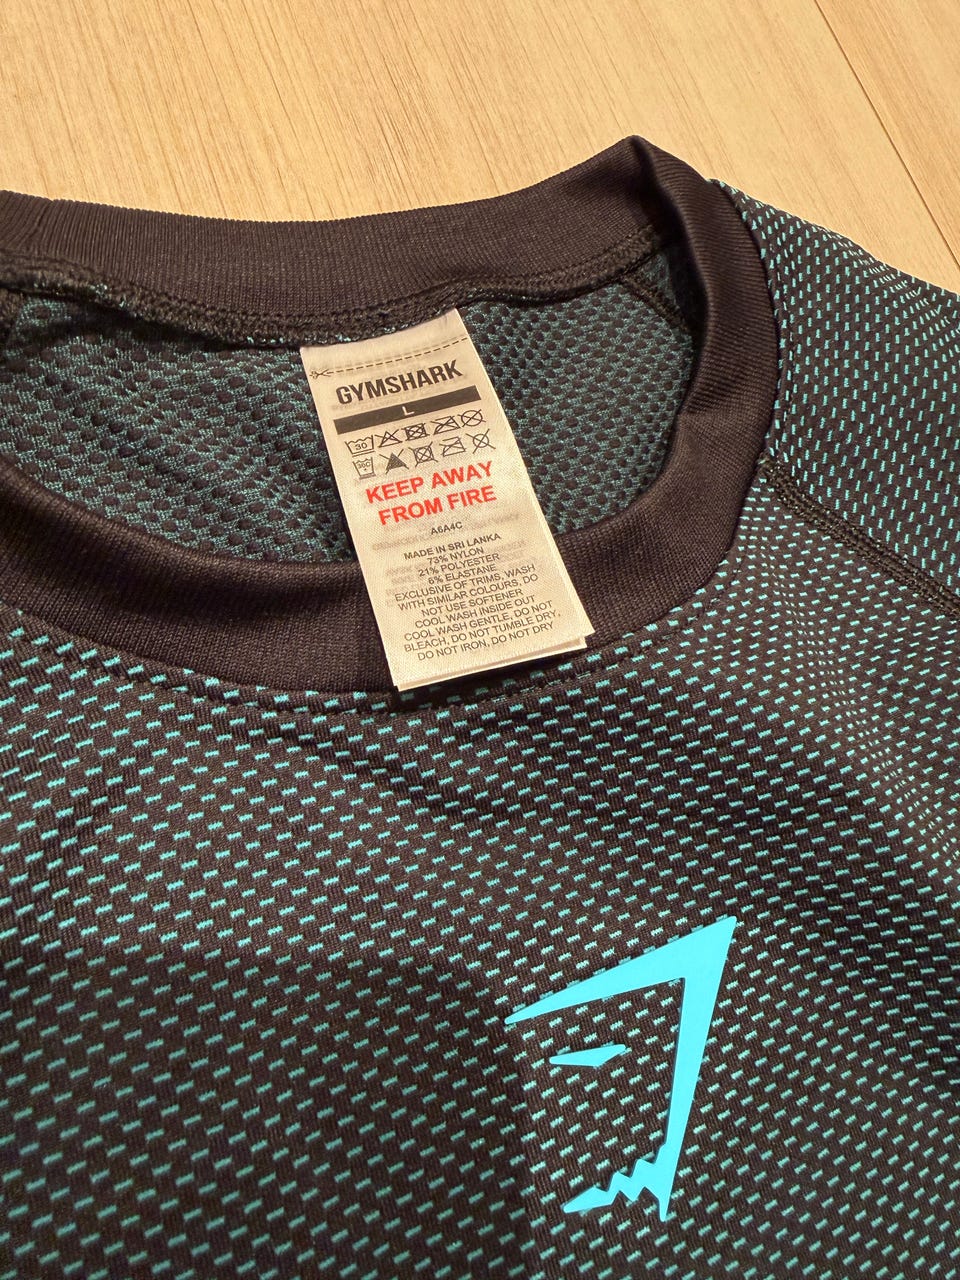 GYMSHARK
L
30
KEEP AWAY
FROM FIRE
A6A4C
MADE IN SRI LANKA
73% NYLON
21% POLYESTER
6% ELASTANE
EXCLUSIVE OF TRIMS, WASH
WITH SIMILAR COLOURS, DO
NOT USE SOFTENER
COOL WASH INSIDE OUT
COOL WASH GENTLE, DO NOT
BLEACH, DO NOT TUMBLE DRY,
DO NOT IRON, DO NOT DRY